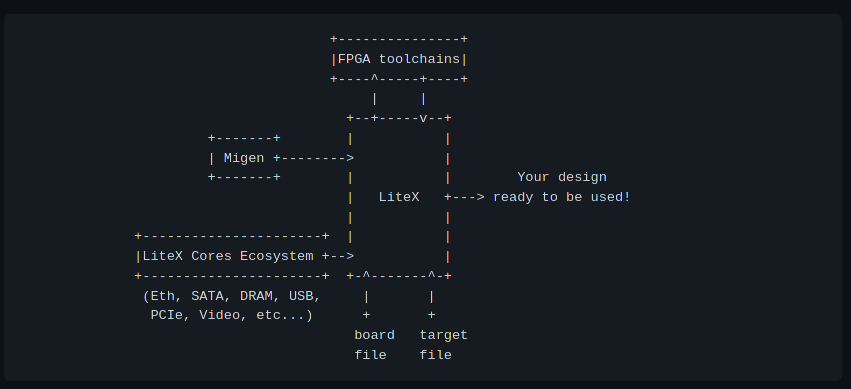 +---------------+
                        |FPGA toolchains|
                        +----^-----+----+
                             |     |
                          +--+-----v--+
         +-------+        |           |
         | Migen +-------->           |
         +-------+        |           |        Your design
                          |   LiteX   +---> ready to be used!
                          |           |
+----------------------+  |           |
|LiteX Cores Ecosystem +-->           |
+----------------------+  +-^-------^-+
 (Eth, SATA, DRAM, USB,     |       |
  PCIe, Video, etc...)      +       +
                           board   target
                           file    file